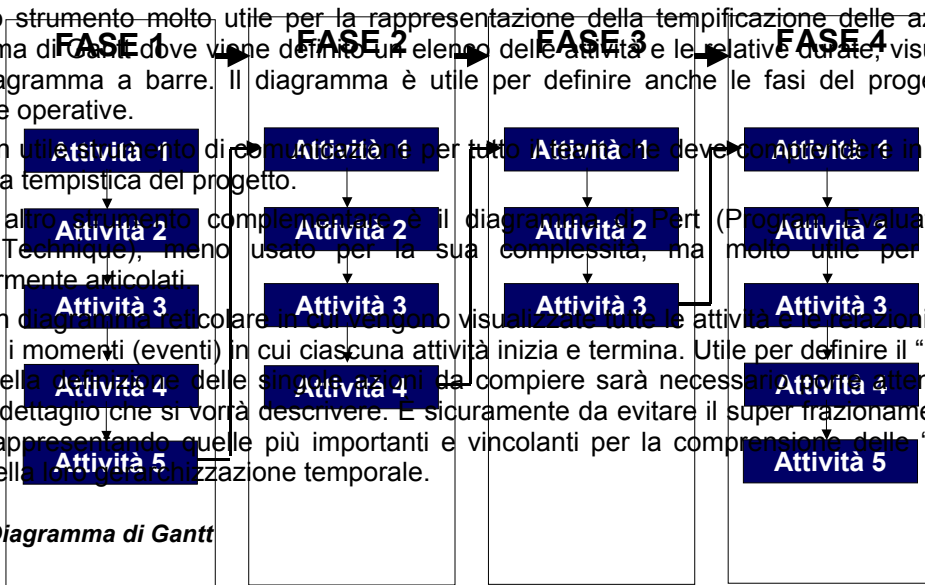 o strumento molto utile per la rappresentazione della tempificazione delle
ma di Gantt dove viene definito un elenco delle attività e le relative durate,
agramma a barre. Il diagramma è utile per definire anche le fasi del
e operative.
n utile strumento di comunicazione per tutto il team che deve comprendere in
a tempistica del progetto.
altro strumento complementare è il diagramma di Pert (Program
Technique), meno usato per la sua complessità, ma molto utile per
rmente articolati.
n diagramma reticolare in cui vengono visualizzate tutte le attività e le relazioni
i momenti (eventi) in cui ciascuna attività inizia e termina. Utile per definire il "
ella definizione delle singole azioni da compiere sarà necessario porre
dettaglio che si vorrà descrivere. È sicuramente da evitare il super
appresentando quelle più importanti e vincolanti per la comprensione delle "
ella loro gerarchizzazione temporale.
Diagramma di Gantt
FASE 1
Attività 1
Attività 2
Attività 3
Attività 4
Attività 5
FASE 2
Attività 1
Attività 2
Attività 3
Attività 4
FASE 3
Attività 1
Attività 2
Attività 3
FASE 4
Attività 1
Attività 2
Attività 3
Attività 4
Attività 5